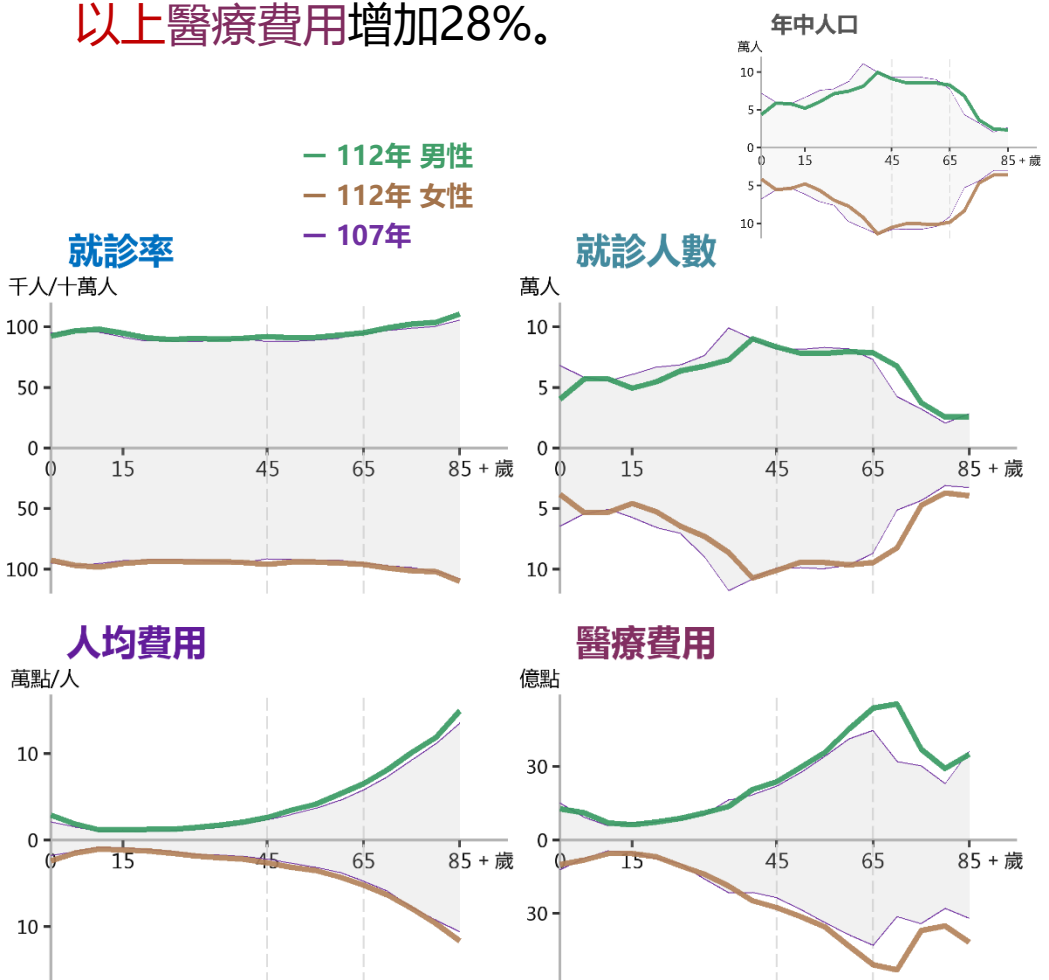 以上醫療費用增加28%。
年中人口
萬人
10
5
0
0 15 45 65 85 + 歲
5
10
112年 男性
112年 女性
107年
就診率
千人/十萬人
100
50
0
0 15 45 65 85 + 歲
50
100
就診人數
萬人
10
5
0
0 15 45 65 85 + 歲
5
10
人均費用
萬點/人
10
0
0 15 45 65 85 + 歲
10
醫療費用
億點
30
0
0 15 45 65 85 + 歲
30